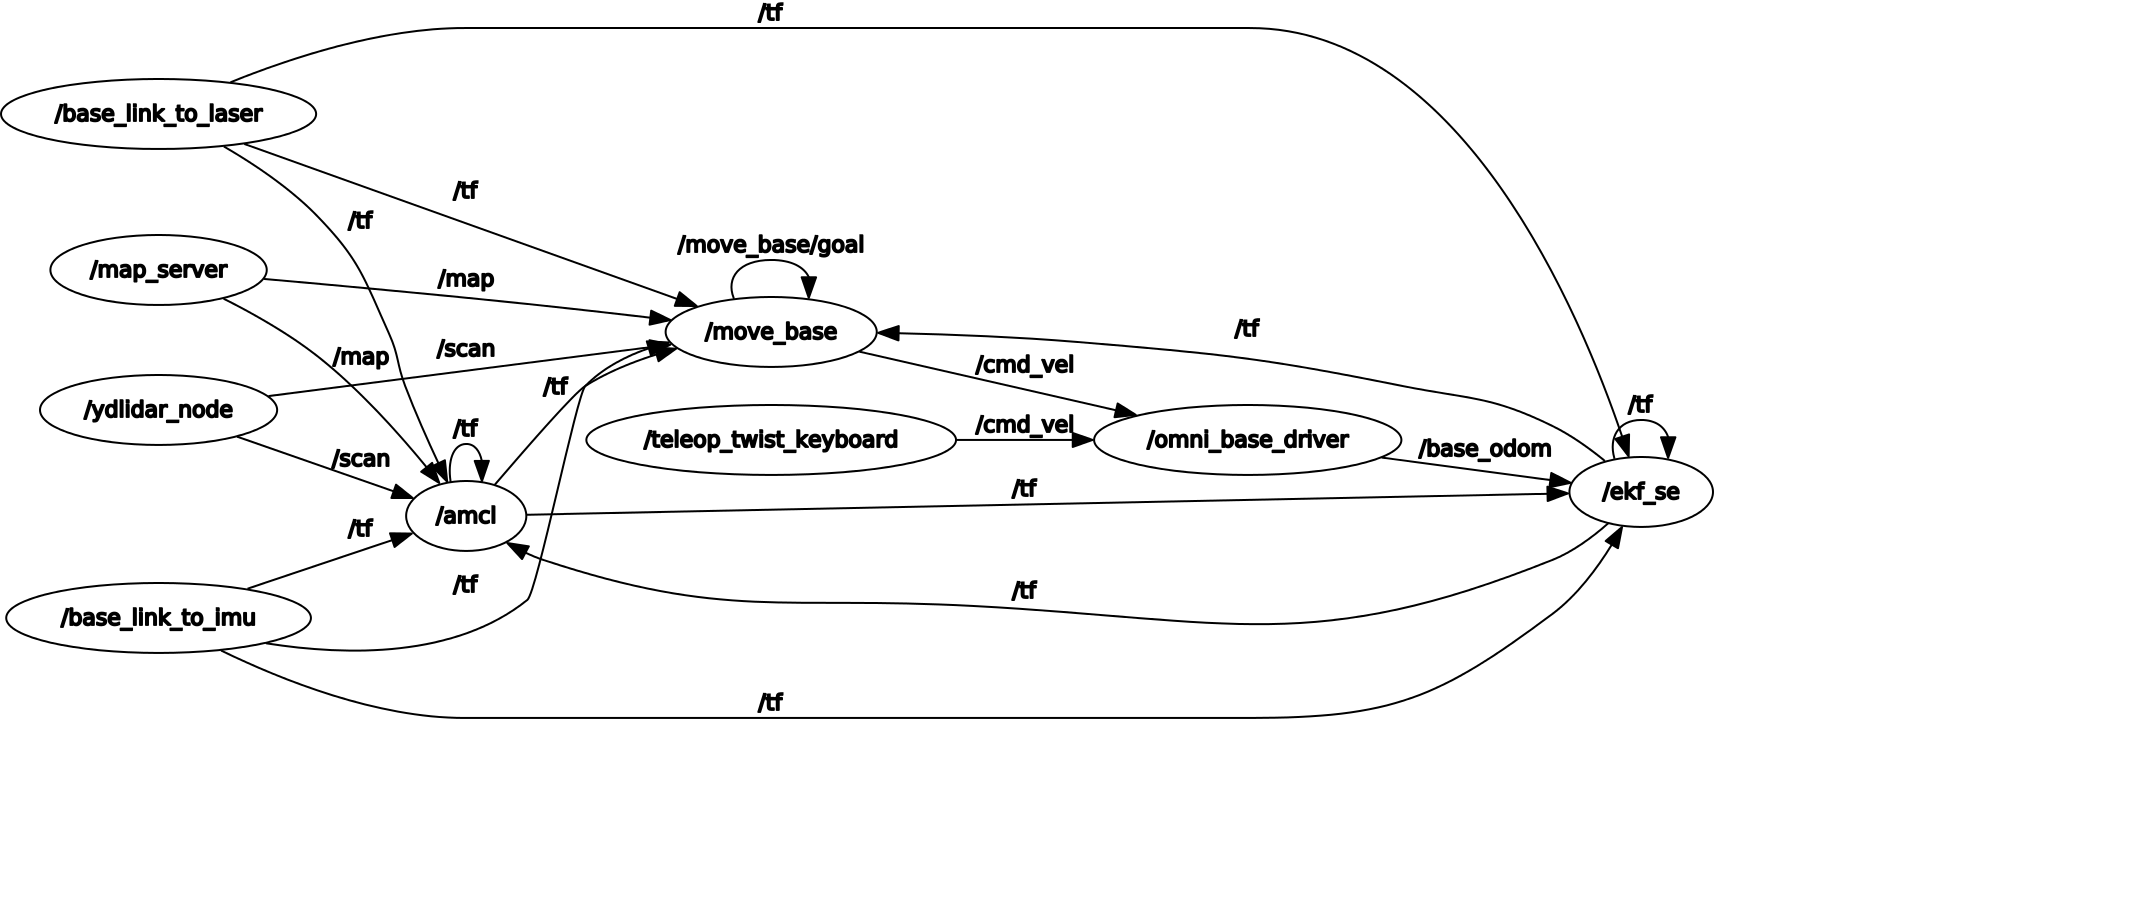 /tf
/base_link_to_laser
/tf
/tf
/move_base/goal
/map_server
/map
/move_base
/tf
/map
/scan
/cmd_vel
/tf
/tf
/ydlidar_node
/cmd_vel
/tf
/teleop_twist_keyboard
/omni_base_driver
/base_odom
/scan
/tf
/ekf_se
/amcl
/tf
/tf
/tf
/base_link_to_imu
/tf